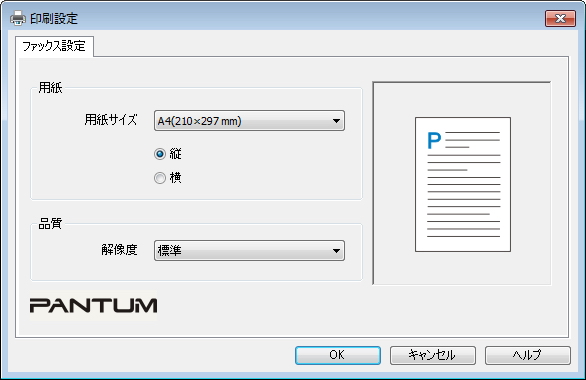 印刷設定
ファックス設定
用紙
用紙サイズ
A4(210×297 mm)
縦
横
P
品質
解像度
標準
PANTUM
OK
キャンセル
ヘルプ